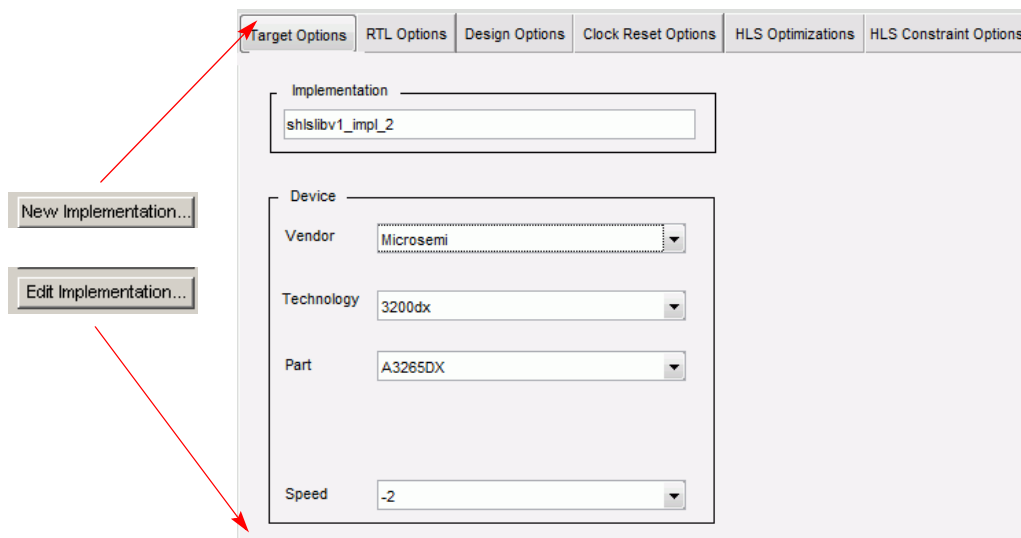 Target Options RTL Options Design Options Clock Reset Options HLS Optimizations HLS Constraint Options
Implementation
shlslibv1_impl_2
New Implementation...
Edit Implementation...
Device
Vendor Microsemi
Technology 3200dx
Part A3265DX
Speed -2